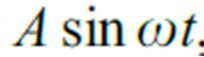 A sin ωt,